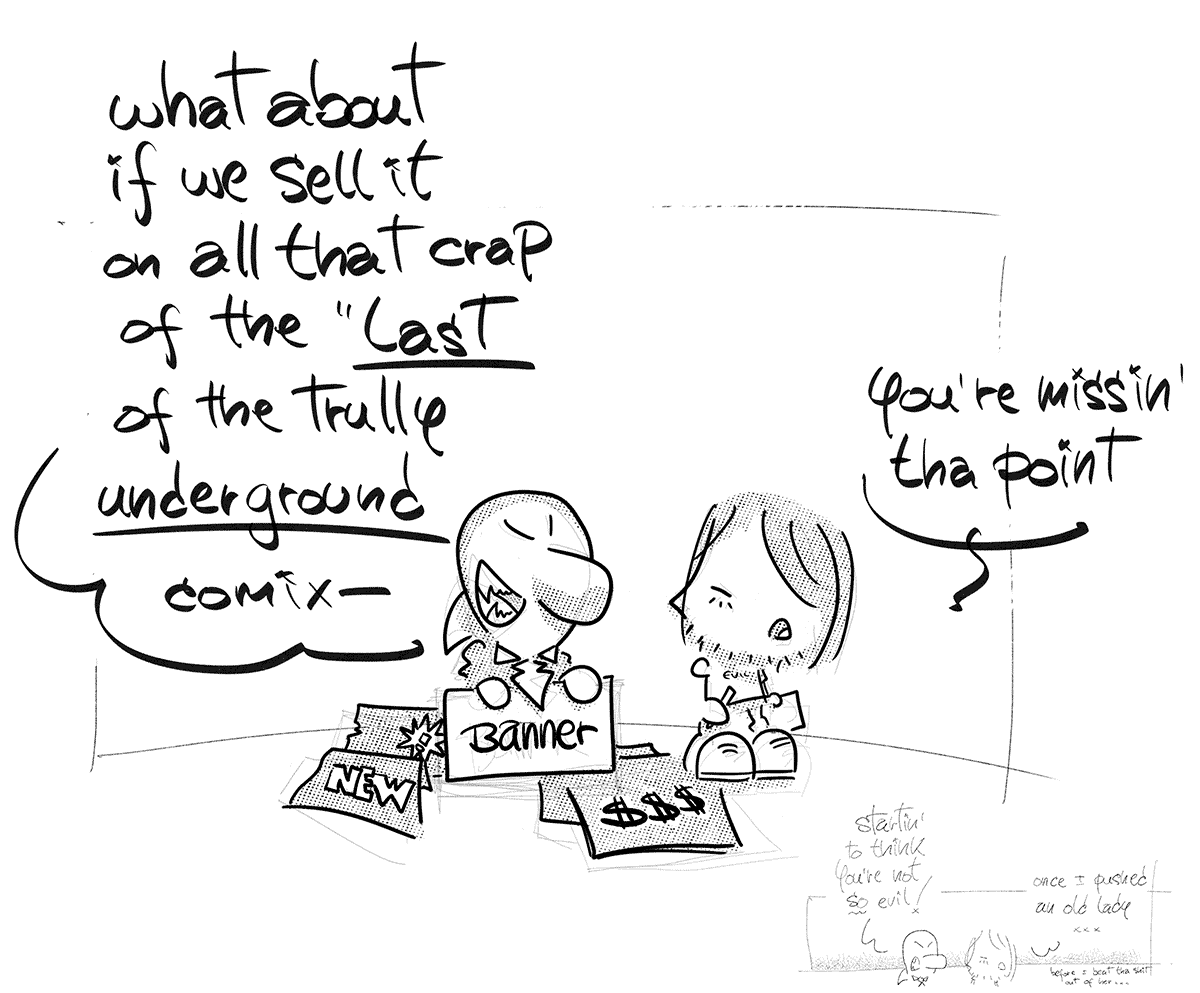 what about
if we sell it
on all that crap
of the "Last
of the trully
underground
comix—
you're missin'
tha point
EVIL
Banner
NEW
$$$
startin'
to think
you're not
so evil!
once I pushed
an old lady
...
before I beat tha shit
out of her...